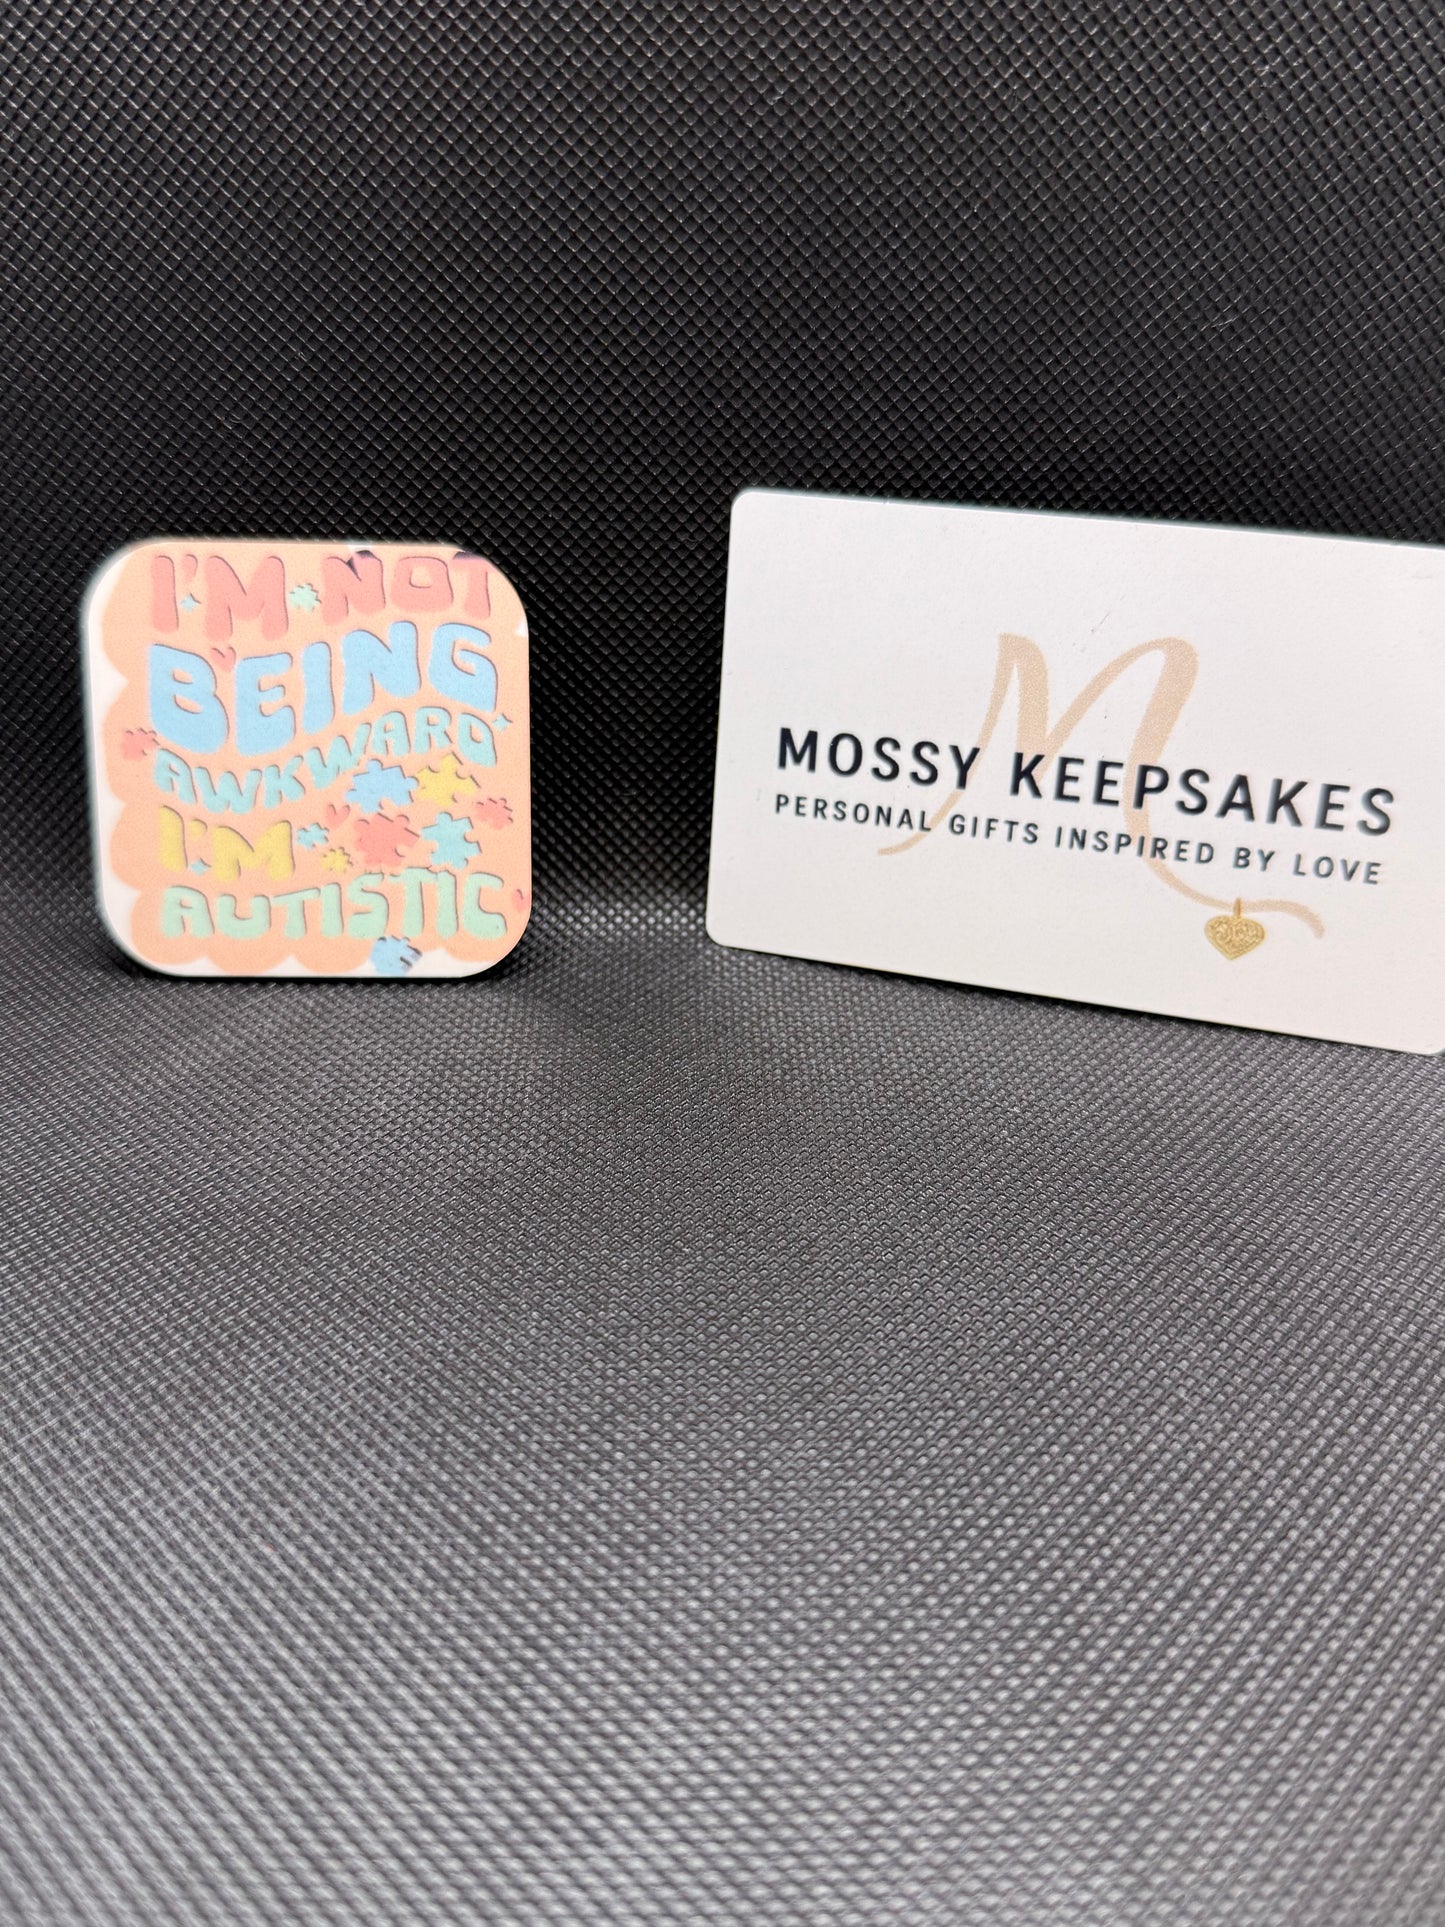 I'M NOT
BEING
AWKWARD
I'M
AUTISTIC
M
MOSSY KEEPSAKES
PERSONAL GIFTS INSPIRED BY LOVE